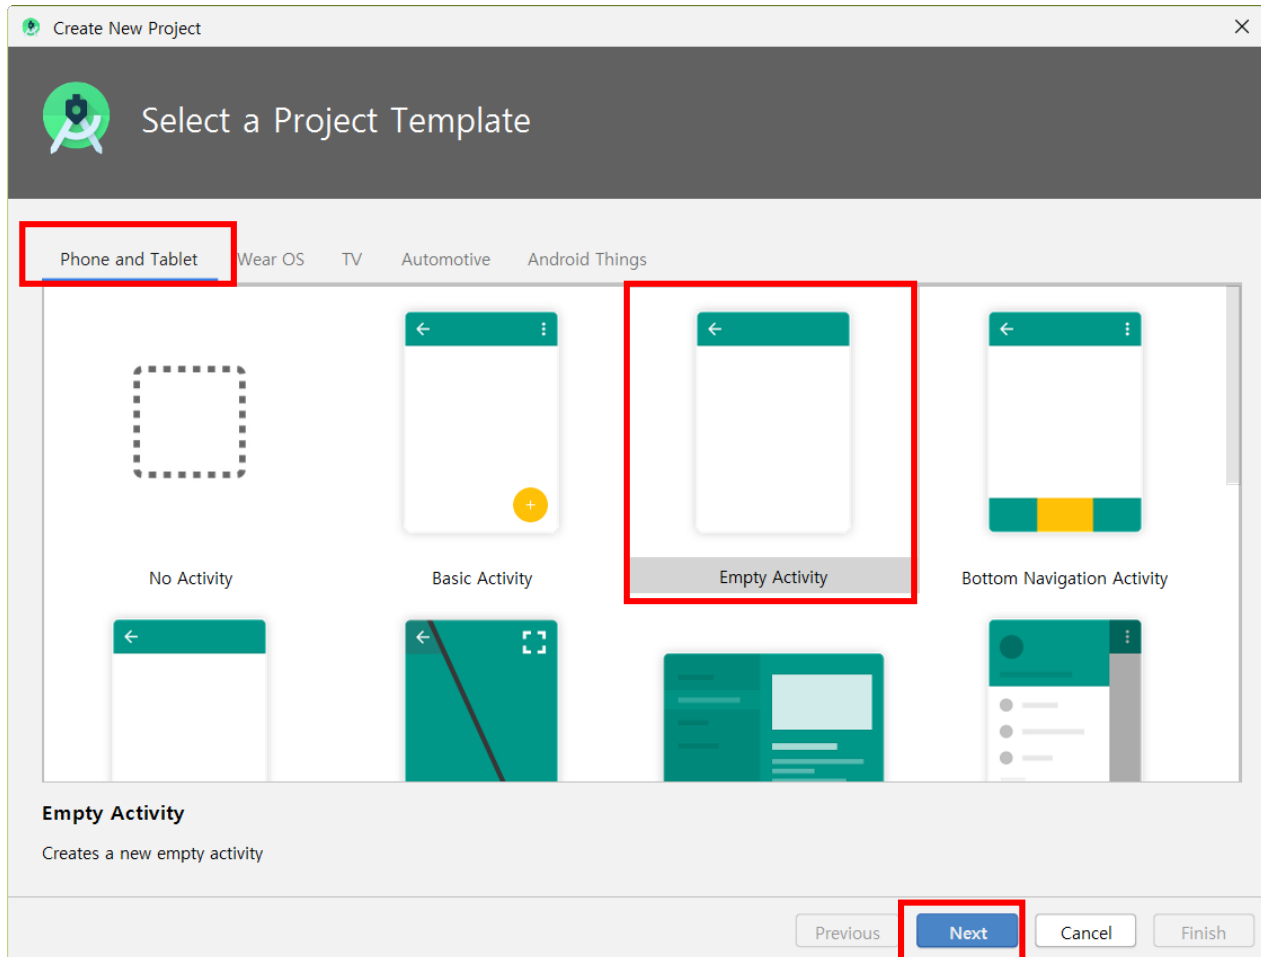 Create New Project
Select a Project Template
Phone and Tablet Wear OS TV Automotive Android Things
No Activity Basic Activity Empty Activity Bottom Navigation Activity
Empty Activity
Creates a new empty activity
Previous Next Cancel Finish